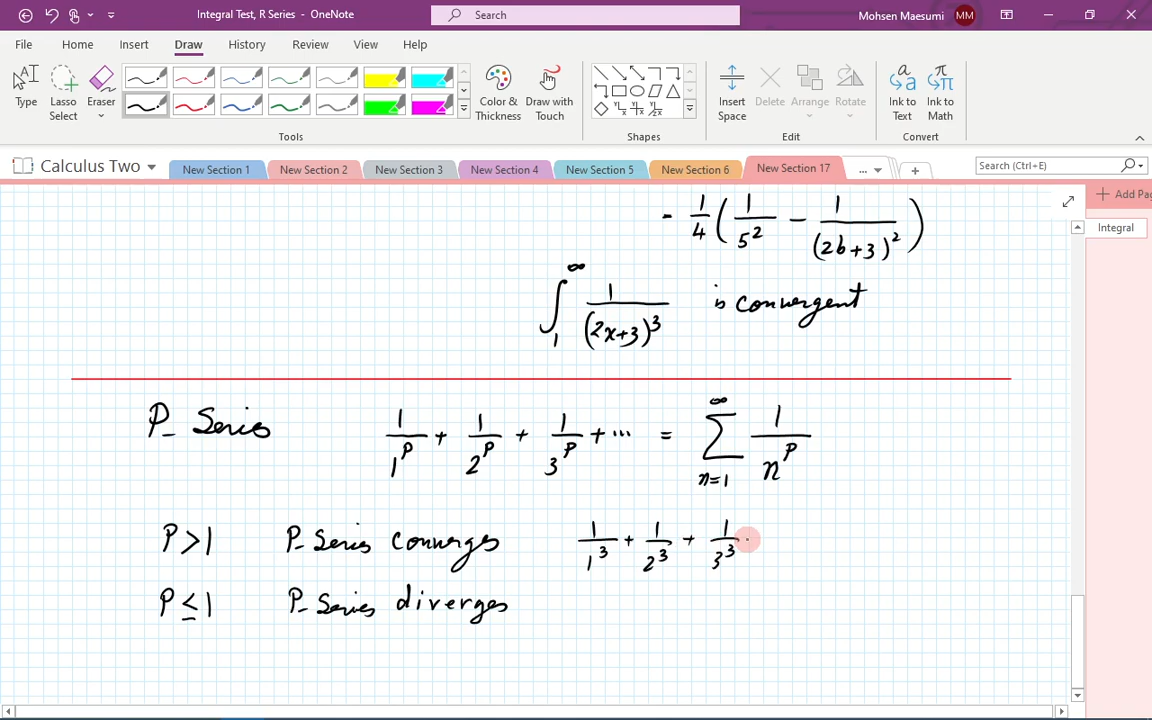 Integral Test, R Series - OneNote
Search
Mohsen Maesumi MM
File Home Insert Draw History Review View Help
Type Lasso Select Eraser Color & Thickness Draw with Touch Insert Space Delete Arrange Rotate Ink to Text Ink to Math
Tools Shapes Edit Convert
Calculus Two New Section 1 New Section 2 New Section 3 New Section 4 New Section 5 New Section 6 New Section 17 ... + Search (Ctrl+E)
+ Add Pag
Integral
- 1/4 ( 1/5² - 1/(2b+3)² )
∫₁^∞ 1/(2x+3)³ is convergent
P_ Series 1/1^P + 1/2^P + 1/3^P + ... = ∑_{n=1}^∞ 1/n^P
P > 1 P_ Series converges 1/1³ + 1/2³ + 1/3³ .
P ≤ 1 P_ Series diverges